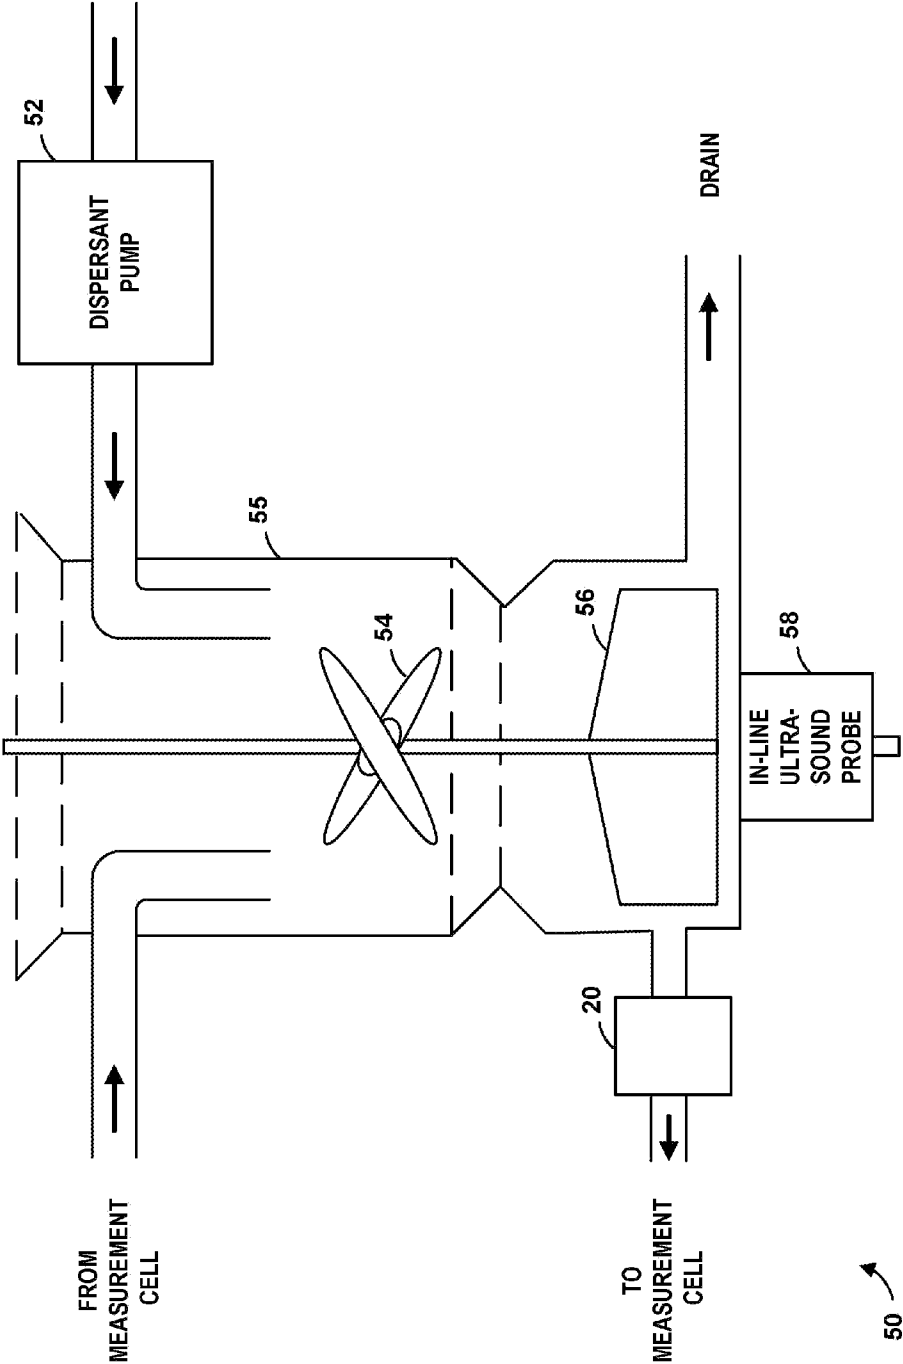 52
DISPERSANT
PUMP
DRAIN
55
54
56
58
IN-LINE
ULTRA-
SOUND
PROBE
20
FROM
MEASUREMENT
CELL
TO
MEASUREMENT
CELL
50